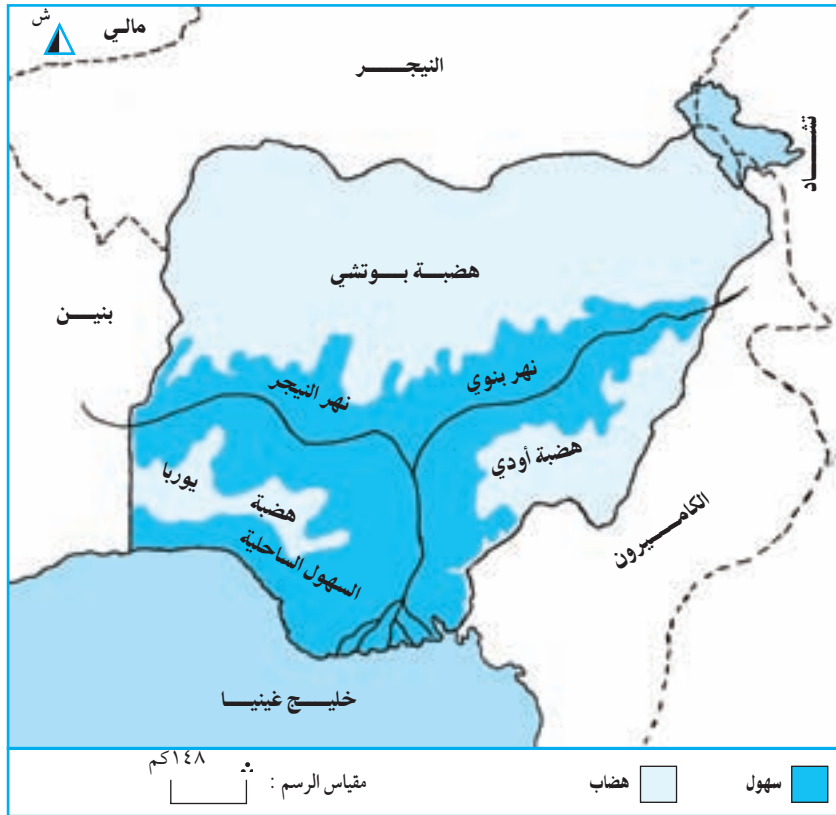 ش
مالي
النيجر
تشاد
هضبة بوتشي
بنين
نهر بنوي
نهر النيجر
هضبة أودي
يوربا
هضبة
الكاميرون
السهول الساحلية
خليج غينيا
سهول
هضاب
مقياس الرسم :
١٤٨كم